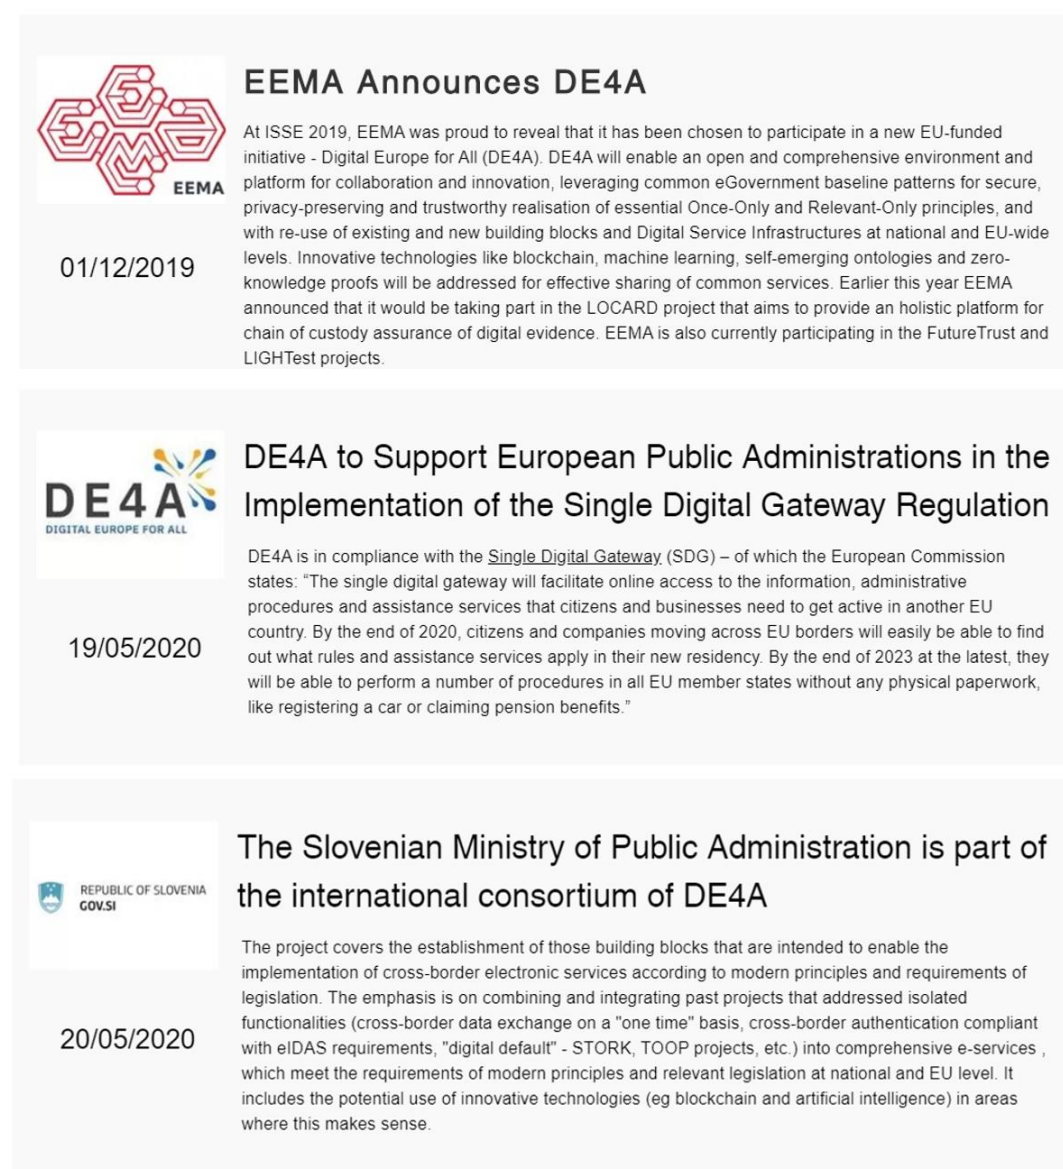 EEMA Announces DE4A
At ISSE 2019, EEMA was proud to reveal that it has been chosen to participate in a new EU-funded
initiative - Digital Europe for All (DE4A). DE4A will enable an open and comprehensive environment and
platform for collaboration and innovation, leveraging common eGovernment baseline patterns for secure,
privacy-preserving and trustworthy realisation of essential Once-Only and Relevant-Only principles, and
with re-use of existing and new building blocks and Digital Service Infrastructures at national and EU-wide
levels. Innovative technologies like blockchain, machine learning, self-emerging ontologies and zero-
knowledge proofs will be addressed for effective sharing of common services. Earlier this year EEMA
announced that it would be taking part in the LOCARD project that aims to provide an holistic platform for
chain of custody assurance of digital evidence. EEMA is also currently participating in the FutureTrust and
LIGHTest projects.
EEMA
EEMA
01/12/2019
DE4A to Support European Public Administrations in the
Implementation of the Single Digital Gateway Regulation
DE4A is in compliance with the Single Digital Gateway (SDG) – of which the European Commission
states: “The single digital gateway will facilitate online access to the information, administrative
procedures and assistance services that citizens and businesses need to get active in another EU
country. By the end of 2020, citizens and companies moving across EU borders will easily be able to find
out what rules and assistance services apply in their new residency. By the end of 2023 at the latest, they
will be able to perform a number of procedures in all EU member states without any physical paperwork,
like registering a car or claiming pension benefits.”
DE4A
DIGITAL EUROPE FOR ALL
19/05/2020
The Slovenian Ministry of Public Administration is part of
the international consortium of DE4A
The project covers the establishment of those building blocks that are intended to enable the
implementation of cross-border electronic services according to modern principles and requirements of
legislation. The emphasis is on combining and integrating past projects that addressed isolated
functionalities (cross-border data exchange on a "one time" basis, cross-border authentication compliant
with eIDAS requirements, "digital default" - STORK, TOOP projects, etc.) into comprehensive e-services ,
which meet the requirements of modern principles and relevant legislation at national and EU level. It
includes the potential use of innovative technologies (eg blockchain and artificial intelligence) in areas
where this makes sense.
REPUBLIC OF SLOVENIA
GOV.SI
20/05/2020